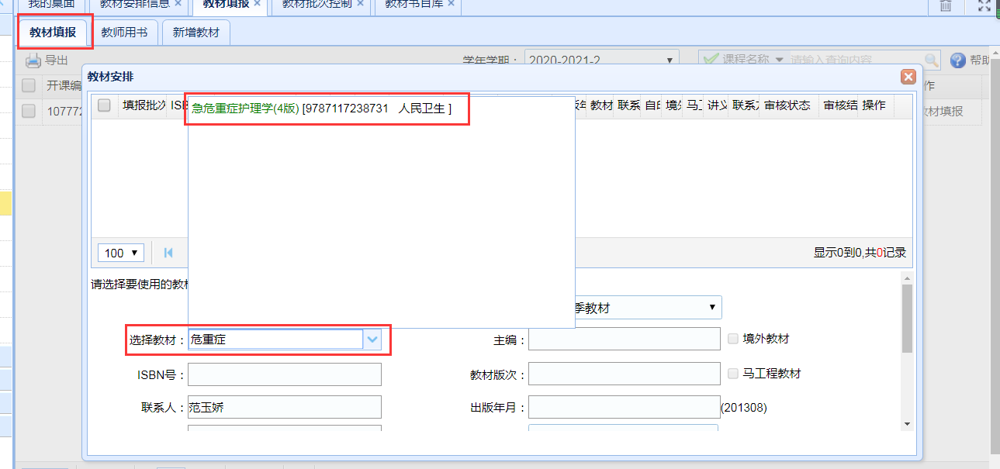 我的桌面 教材安排信息 × 教材填报 × 教材批次控制 × 教材书目库 ×
教材填报 教师用书 新增教材
导出 学年学期： 2020-2021-2 课程名称 请输入查询内容 帮助
开课编 作
107772 教材填报
教材安排
填报批次 ISB 教材 联系 自 境外 马工 讲义 联系方 审核状态 审核结 操作
急危重症护理学(4版) [9787117238731 人民卫生 ]
100 显示0到0,共0记录
请选择要使用的教材
季教材
选择教材： 危重症 主编： 境外教材
ISBN号： 教材版次： 马工程教材
联系人： 范玉娇 出版年月： (201308)